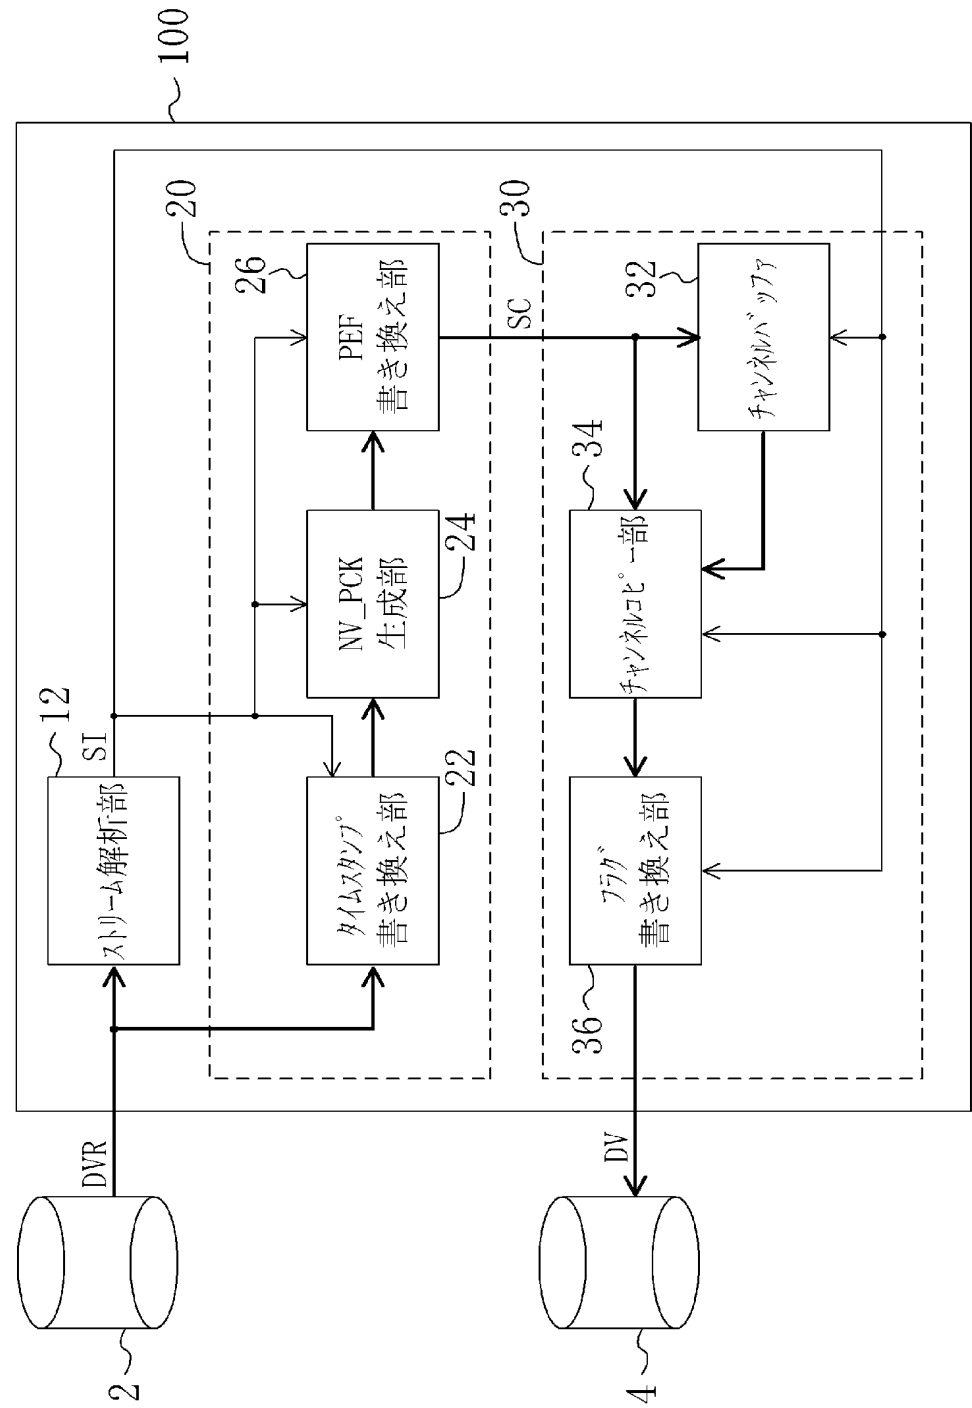 100
20
26
PEF
書き換え部
SC
30
32
チャンネルバッファ
12
SI
ストリーム解析部
NV_PCK
生成部
24
34
チャンネルコピー部
タイムスタンプ
書き換え部
22
フラグ
書き換え部
36
DVR
2
DV
4